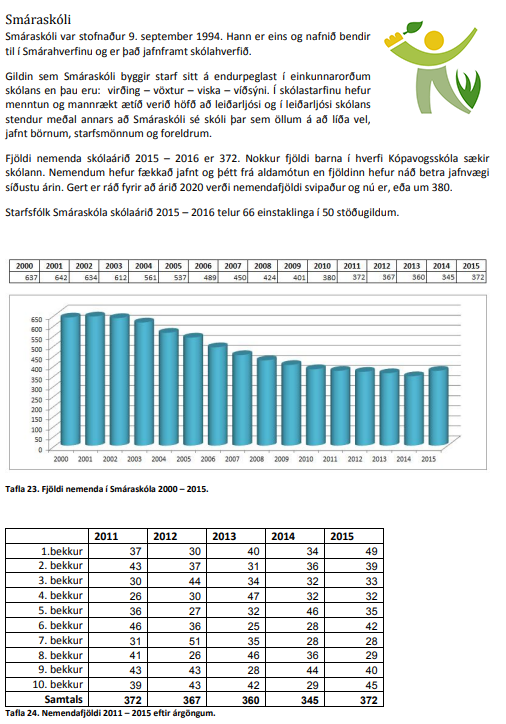 Smáraskóli
Smáraskóli var stofnaður 9. september 1994. Hann er eins og nafnið bendir
til í Smárahverfinu og er það jafnframt skólahverfið.
Gildin sem Smáraskóli byggir starf sitt á endurpeglast í einkunnarorðum
skólans en þau eru: virðing – vöxtur – viska – víðsýni. Í skólastarfinu hefur
menntun og mannrækt ætíð verið höfð að leiðarljósi og í leiðarljósi skólans
stendur meðal annars að Smáraskóli sé skóli þar sem öllum á að líða vel,
jafnt börnum, starfsmönnum og foreldrum.
Fjöldi nemenda skólaárið 2015 – 2016 er 372. Nokkur fjöldi barna í hverfi Kópavogsskóla sækir
skólann. Nemendum hefur fækkað jafnt og þétt frá aldamótun en fjöldinn hefur náð betra jafnvægi
síðustu árin. Gert er ráð fyrir að árið 2020 verði nemendafjöldi svipaður og nú er, eða um 380.
Starfsfólk Smáraskóla skólaárið 2015 – 2016 telur 66 einstaklinga í 50 stöðugildum.
2000 2001 2002 2003 2004 2005 2006 2007 2008 2009 2010 2011 2012 2013 2014 2015
637 642 634 612 561 537 489 450 424 401 380 372 367 360 345 372
650
600
550
500
450
400
350
300
250
200
150
100
50
0
2000 2001 2002 2003 2004 2005 2006 2007 2008 2009 2010 2011 2012 2013 2014 2015
Tafla 23. Fjöldi nemenda í Smáraskóla 2000 – 2015.
2011 2012 2013 2014 2015
1.bekkur 37 30 40 34 49
2. bekkur 43 37 31 36 39
3. bekkur 30 44 34 32 33
4. bekkur 26 30 47 32 32
5. bekkur 36 27 32 46 35
6. bekkur 46 36 25 28 42
7. bekkur 31 51 35 28 28
8. bekkur 41 26 46 36 29
9. bekkur 43 43 28 44 40
10. bekkur 39 43 42 29 45
Samtals 372 367 360 345 372
Tafla 24. Nemendafjöldi 2011 – 2015 eftir árgöngum.